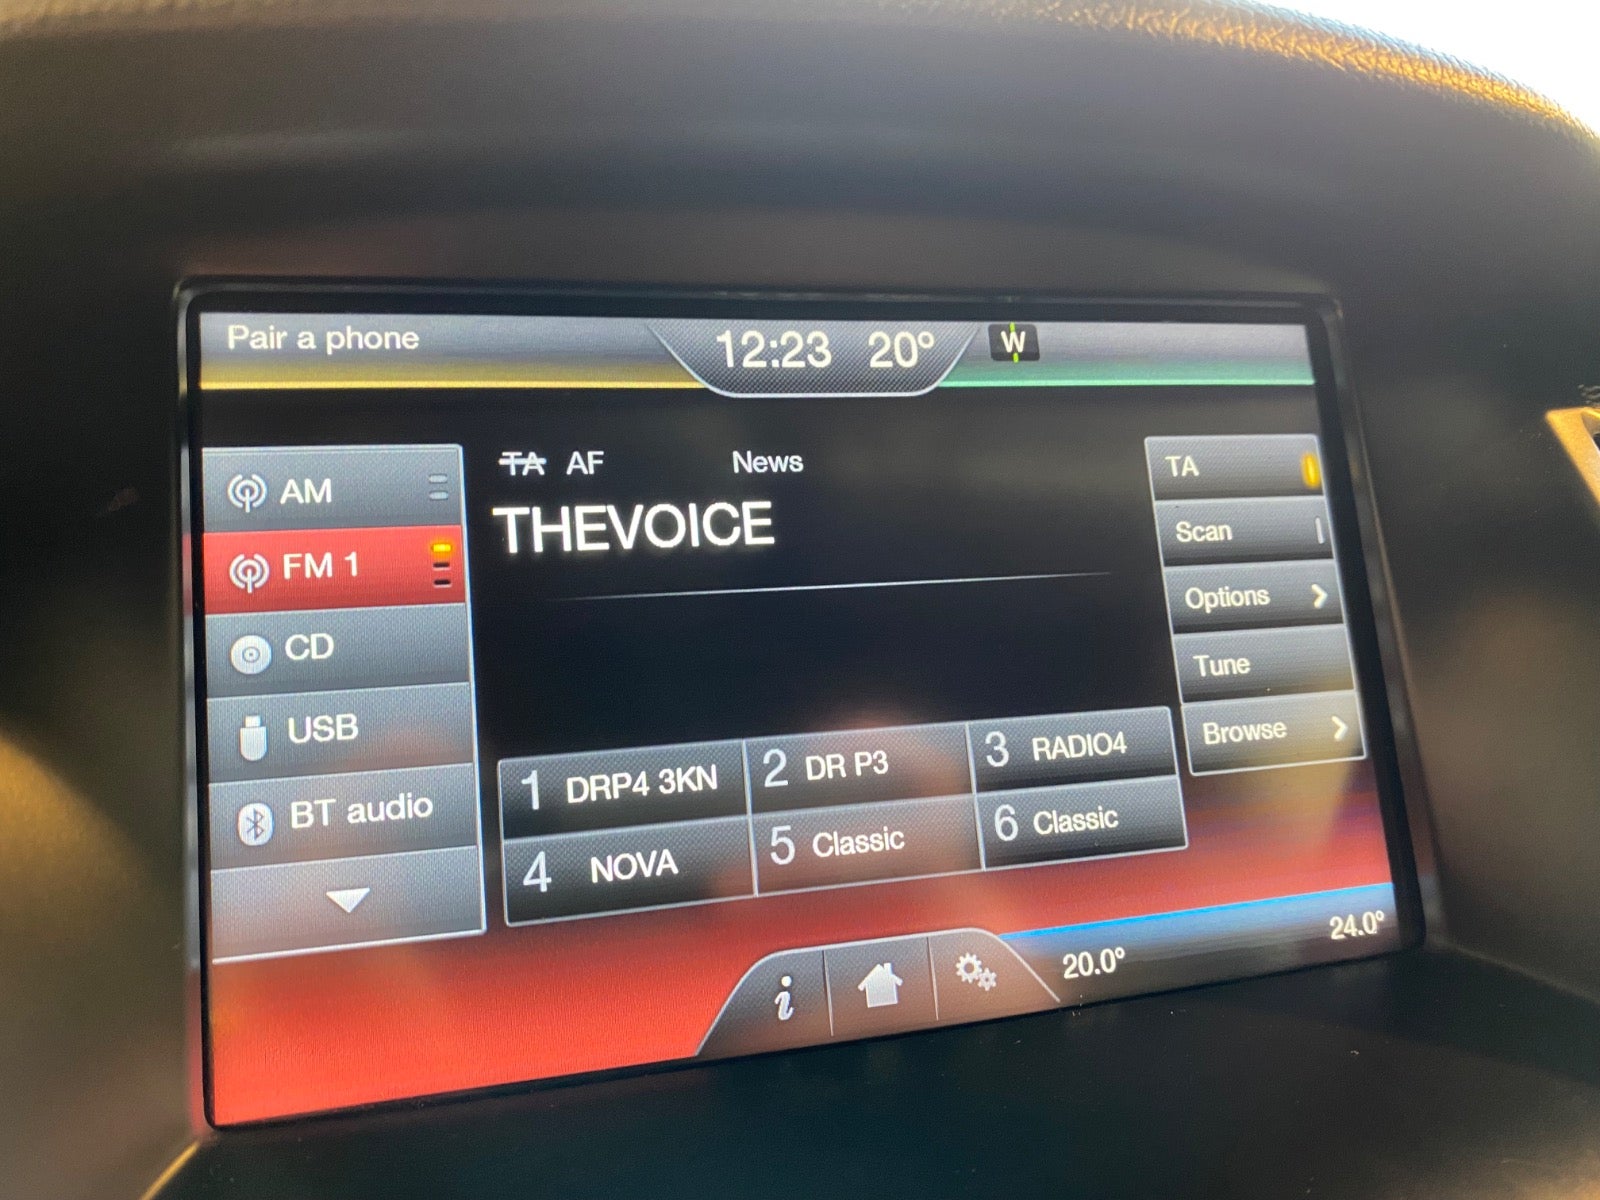 Pair a phone
12:23 20° W
AM
FM 1
CD
USB
BT audio
TA AF News
THEVOICE
1 DRP4 3KN
2 DR P3
3 RADIO4
4 NOVA
5 Classic
6 Classic
TA
Scan
Options
Tune
Browse
i
20.0°
24.0°